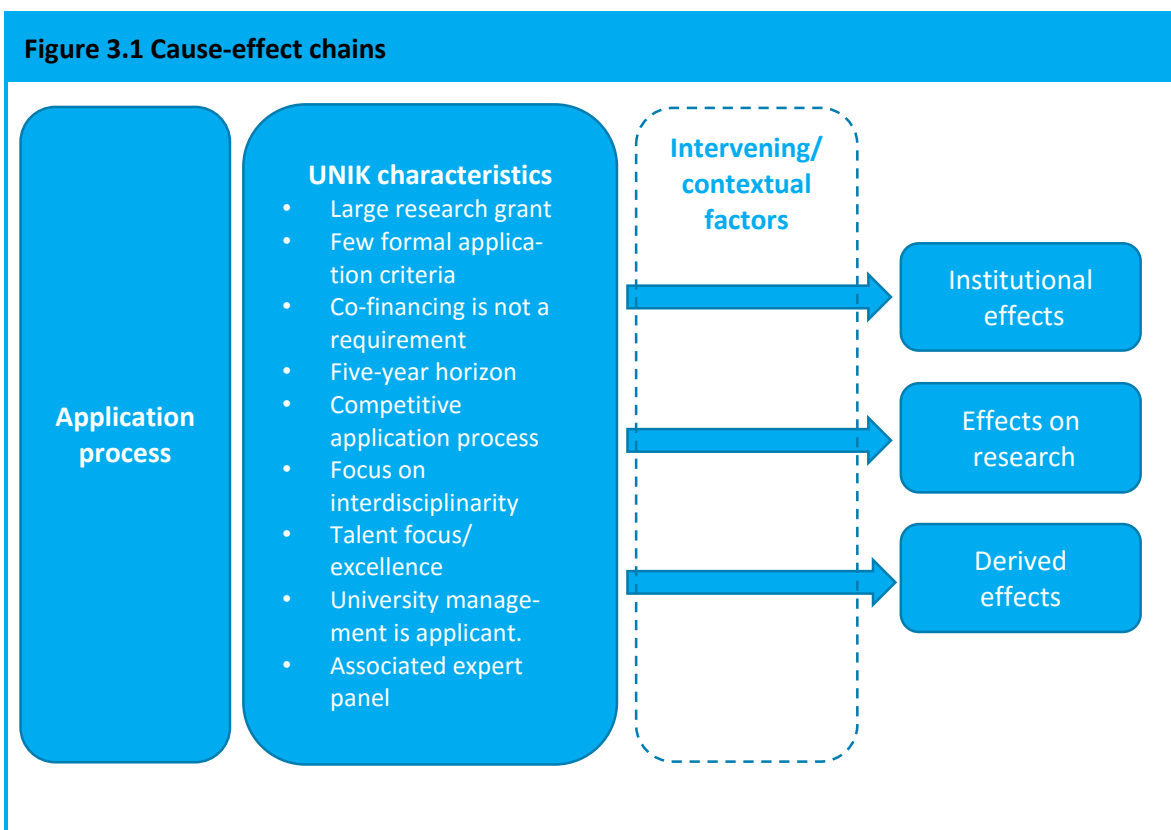 Figure 3.1 Cause-effect chains
Application
process
UNIK characteristics
• Large research grant
• Few formal applica-
tion criteria
• Co-financing is not a
requirement
• Five-year horizon
• Competitive
application process
• Focus on
interdisciplinarity
• Talent focus/
excellence
• University manage-
ment is applicant.
• Associated expert
panel
Intervening/
contextual
factors
Institutional
effects
Effects on
research
Derived
effects